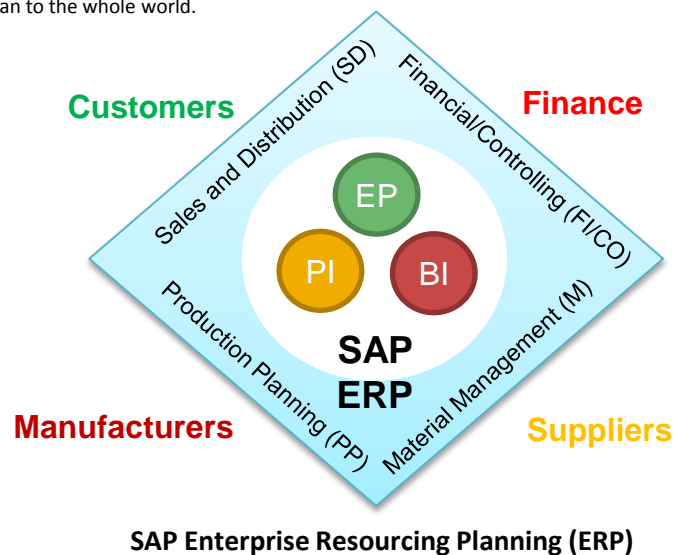 an to the whole world.
Customers
Finance
Sales and Distribution (SD)
Financial/Controlling (FI/CO)
EP
PI
BI
SAP
ERP
Production Planning (PP)
Material Management (M)
Manufacturers
Suppliers
SAP Enterprise Resourcing Planning (ERP)